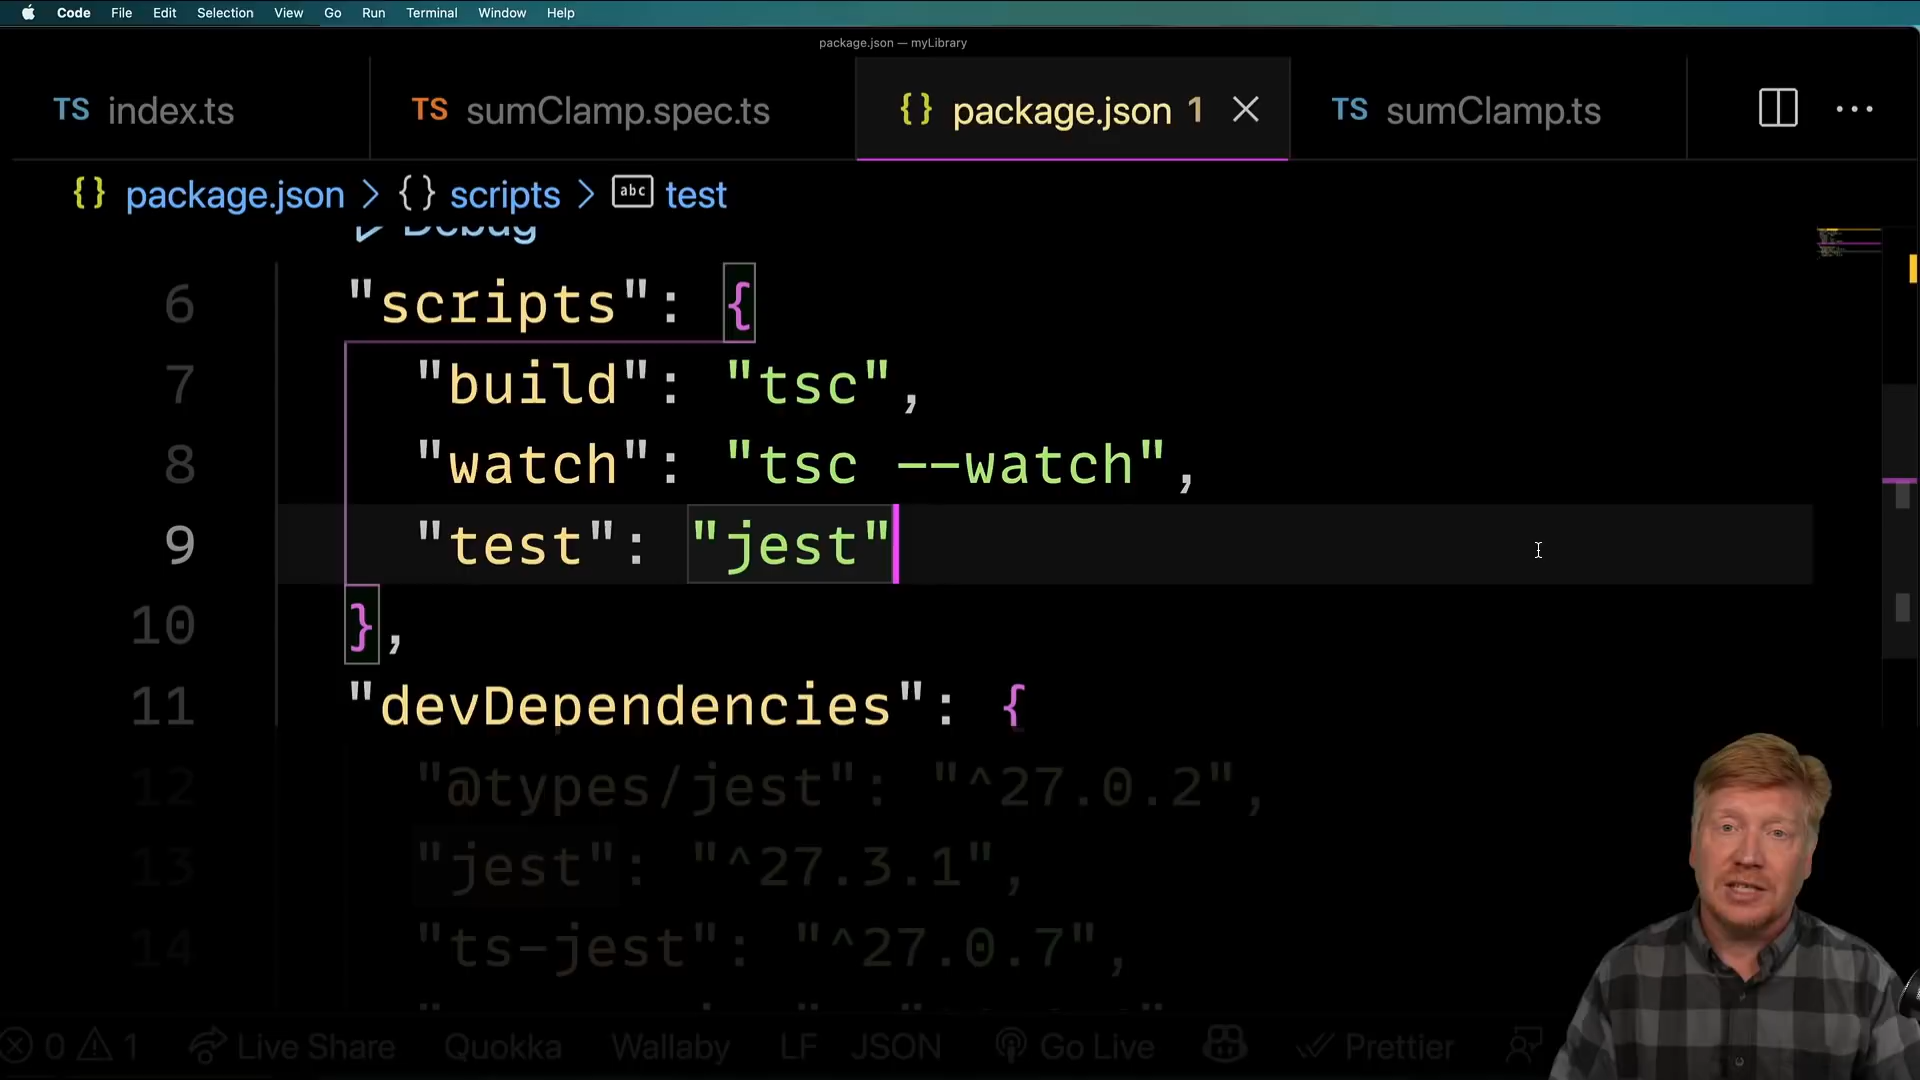 Code File Edit Selection View Go Run Terminal Window Help
package.json — myLibrary
TS index.ts
TS sumClamp.spec.ts
{} package.json 1
TS sumClamp.ts
{} package.json > {} scripts > abc test
Debug
6 "scripts": {
7 "build": "tsc",
8 "watch": "tsc --watch",
9 "test": "jest"
10 },
11 "devDependencies": {
12 "@types/jest": "^27.0.2",
13 "jest": "^27.3.1",
14 "ts-jest": "^27.0.7",
0 1 Live Share Quokka Wallaby LF JSON Go Live Prettier